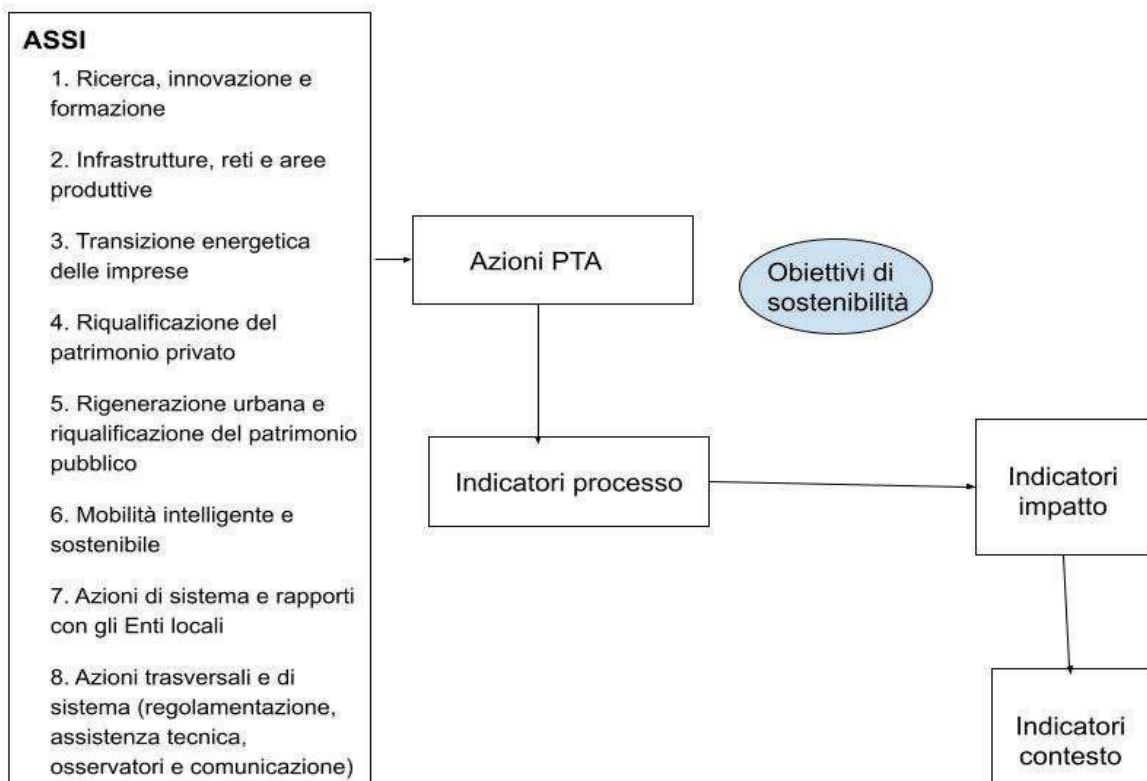 ASSI
1. Ricerca, innovazione e
formazione
2. Infrastrutture, reti e aree
produttive
3. Transizione energetica
delle imprese
4. Riqualificazione del
patrimonio privato
5. Rigenerazione urbana e
riqualificazione del patrimonio
pubblico
6. Mobilità intelligente e
sostenibile
7. Azioni di sistema e rapporti
con gli Enti locali
8. Azioni trasversali e di
sistema (regolamentazione,
assistenza tecnica,
osservatori e comunicazione)
Azioni PTA
Obiettivi di
sostenibilità
Indicatori processo
Indicatori
impatto
Indicatori
contesto